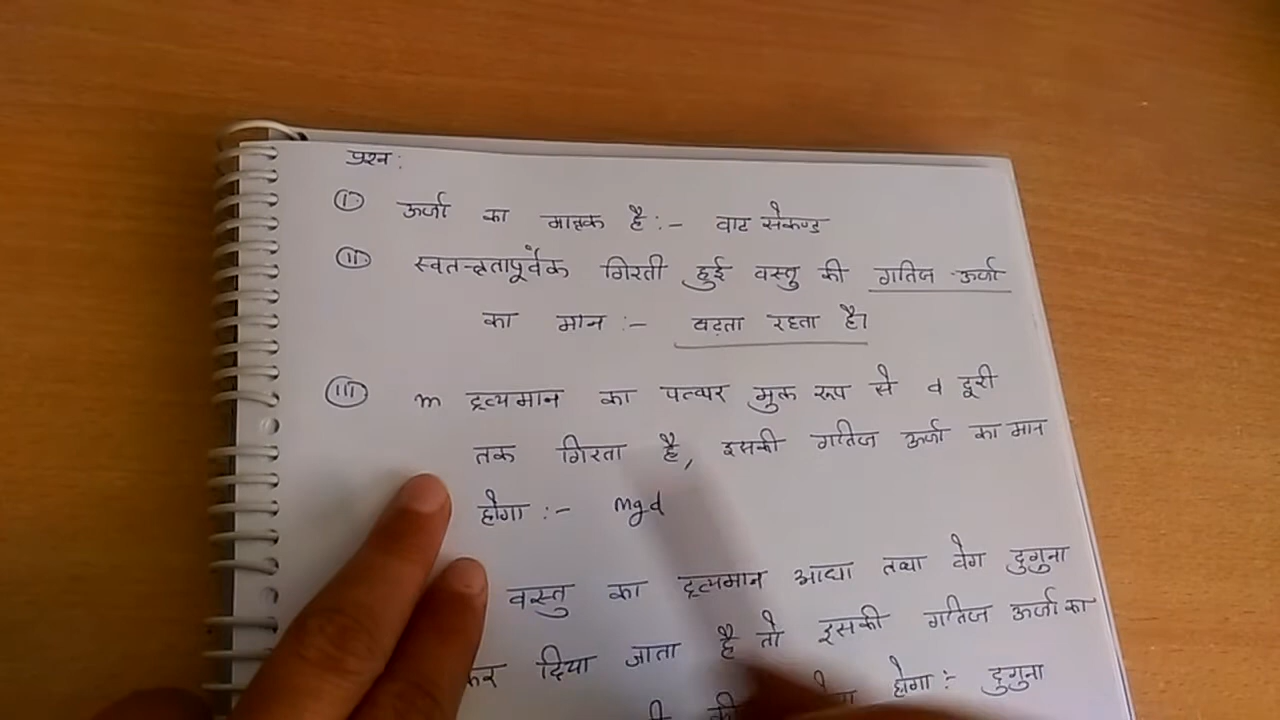 प्रश्न :
(i) ऊर्जा का मात्रक है :- वाट सेकण्ड
(ii) स्वतन्त्रतापूर्वक गिरती हुई वस्तु की गतिज ऊर्जा
का मान :- बढ़ता रहता है।
(iii) m द्रव्यमान का पत्थर मुक्त रूप से d दूरी
तक गिरता है, इसकी गतिज ऊर्जा का मान
होगा :- mgd
वस्तु का द्रव्यमान आधा तथा वेग दुगुना
कर दिया जाता है तो इसकी गतिज ऊर्जा का
होगा :- दुगुना